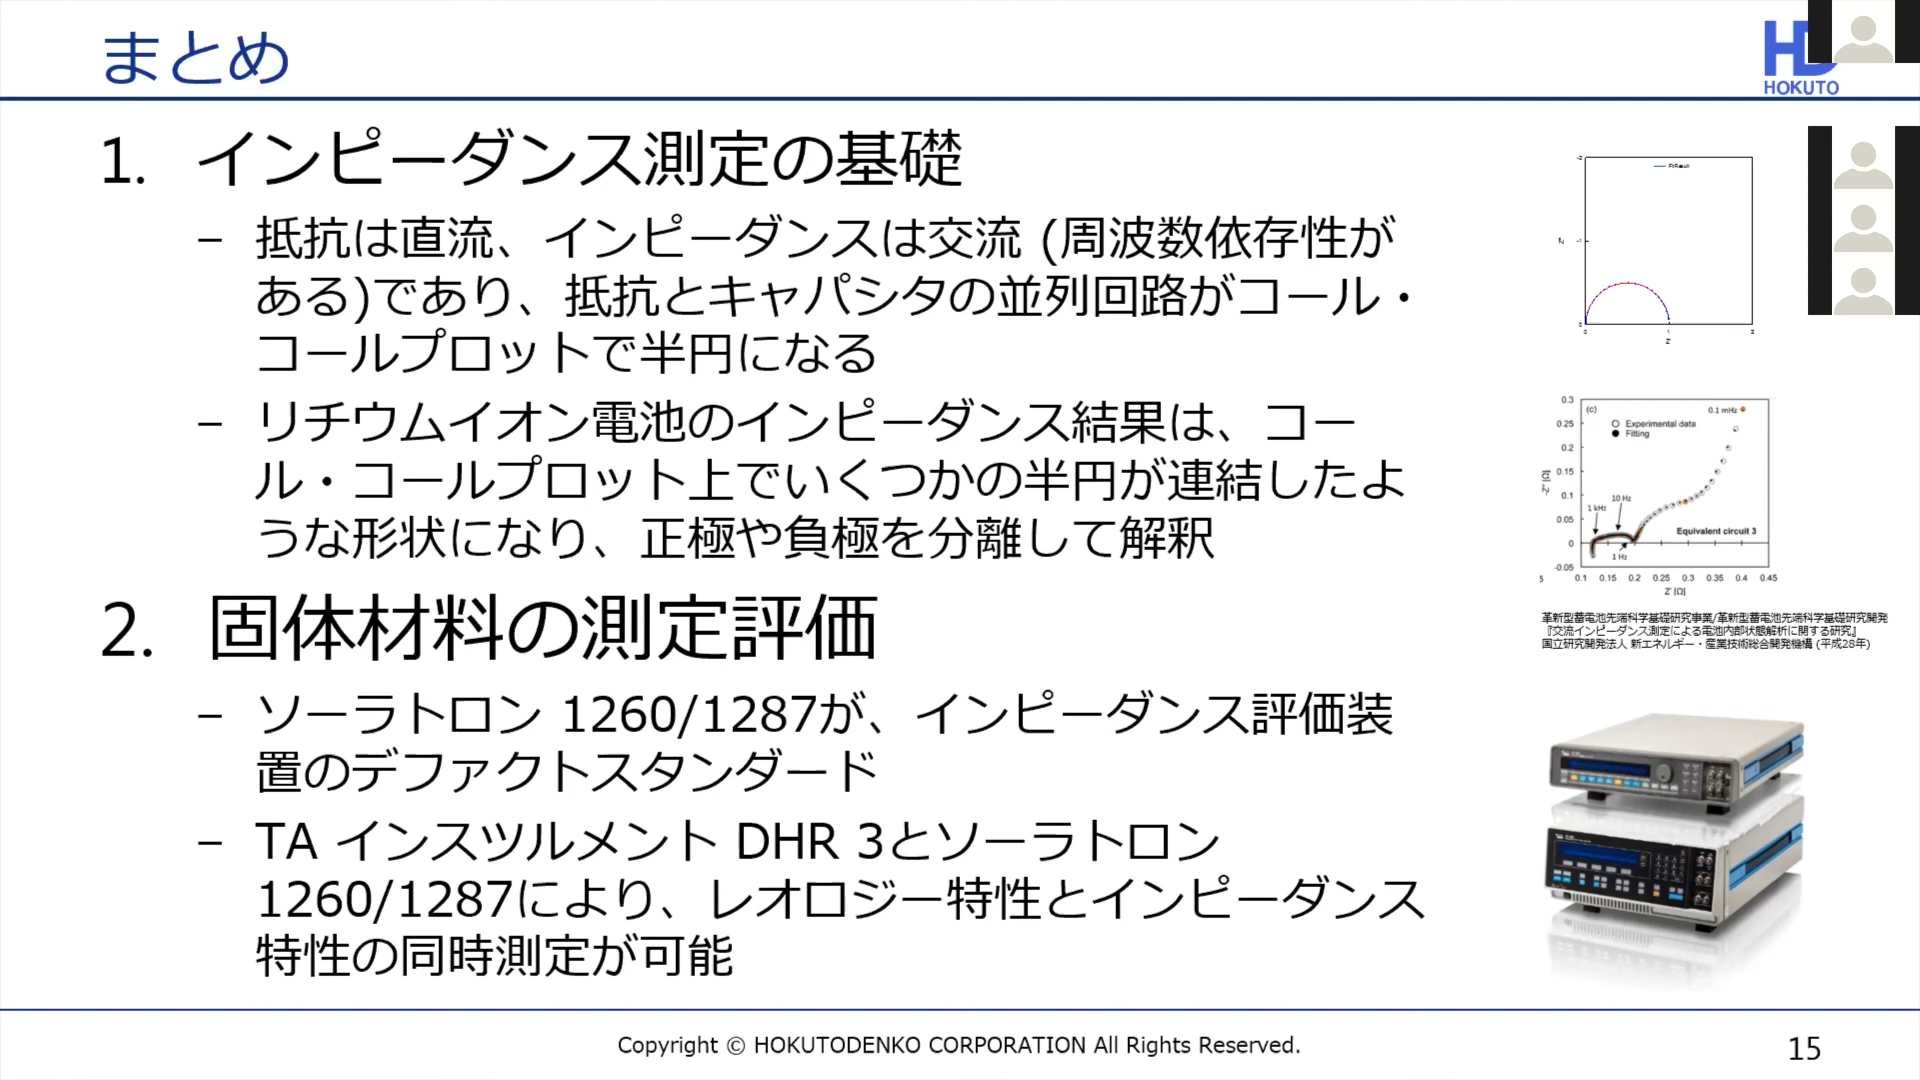 まとめ
HOKUTO
1. インピーダンス測定の基礎
– 抵抗は直流、インピーダンスは交流 (周波数依存性が
ある)であり、抵抗とキャパシタの並列回路がコール・
コールプロットで半円になる
– リチウムイオン電池のインピーダンス結果は、コー
ル・コールプロット上でいくつかの半円が連結したよ
うな形状になり、正極や負極を分離して解釈
2. 固体材料の測定評価
– ソーラトロン 1260/1287が、インピーダンス評価装
置のデファクトスタンダード
– TA インスツルメント DHR 3とソーラトロン
1260/1287により、レオロジー特性とインピーダンス
特性の同時測定が可能
FitResult
Z'
(c)
0.1 mHz
Experimental data
Fitting
10 Hz
1 kHz
1 Hz
Equivalent circuit 3
0.3
0.25
0.2
0.15
0.1
0.05
0
-0.05
0.1 0.15 0.2 0.25 0.3 0.35 0.4 0.45
Z' [Ω]
革新型蓄電池先端科学基礎研究事業/革新型蓄電池先端科学基礎研究開発
『交流インピーダンス測定による電池内部状態解析に関する研究』
国立研究開発法人 新エネルギー・産業技術総合開発機構 (平成28年)
Copyright © HOKUTODENKO CORPORATION All Rights Reserved.
15